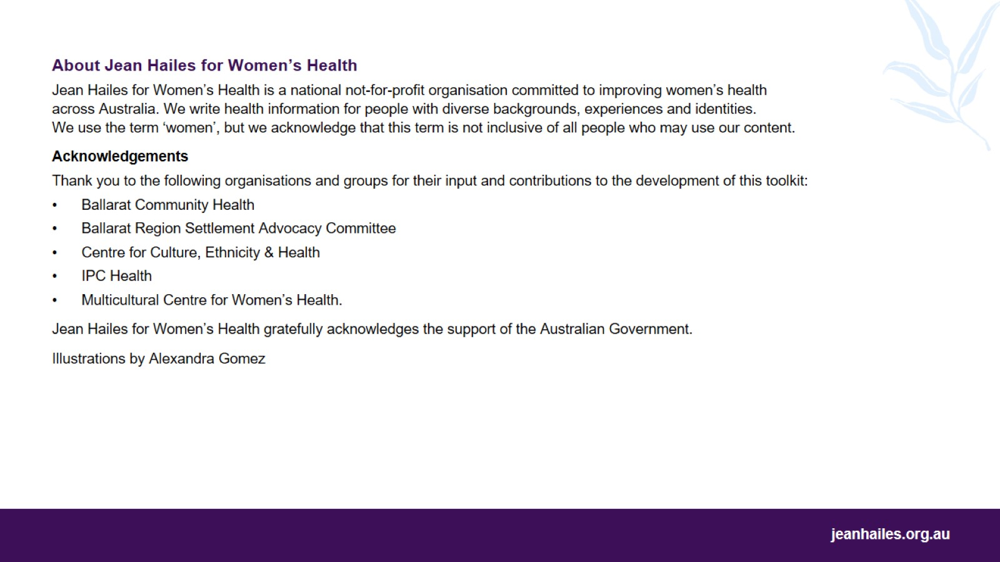 About Jean Hailes for Women’s Health
Jean Hailes for Women’s Health is a national not-for-profit organisation committed to improving women’s health
across Australia. We write health information for people with diverse backgrounds, experiences and identities.
We use the term ‘women’, but we acknowledge that this term is not inclusive of all people who may use our content.
Acknowledgements
Thank you to the following organisations and groups for their input and contributions to the development of this toolkit:
• Ballarat Community Health
• Ballarat Region Settlement Advocacy Committee
• Centre for Culture, Ethnicity & Health
• IPC Health
• Multicultural Centre for Women’s Health.
Jean Hailes for Women’s Health gratefully acknowledges the support of the Australian Government.
Illustrations by Alexandra Gomez
jeanhailes.org.au